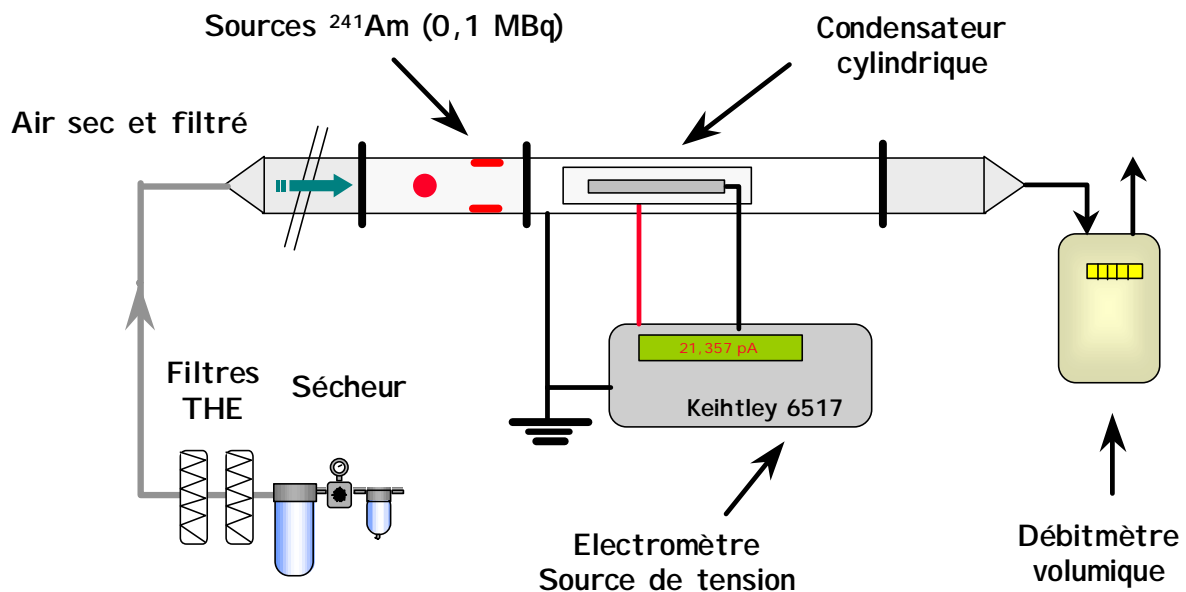 Sources ²⁴¹Am (0,1 MBq)
Condensateur
cylindrique
Air sec et filtré
21,357 pA
Keihtley 6517
Filtres
THE
Sécheur
Electromètre
Source de tension
Débitmètre
volumique